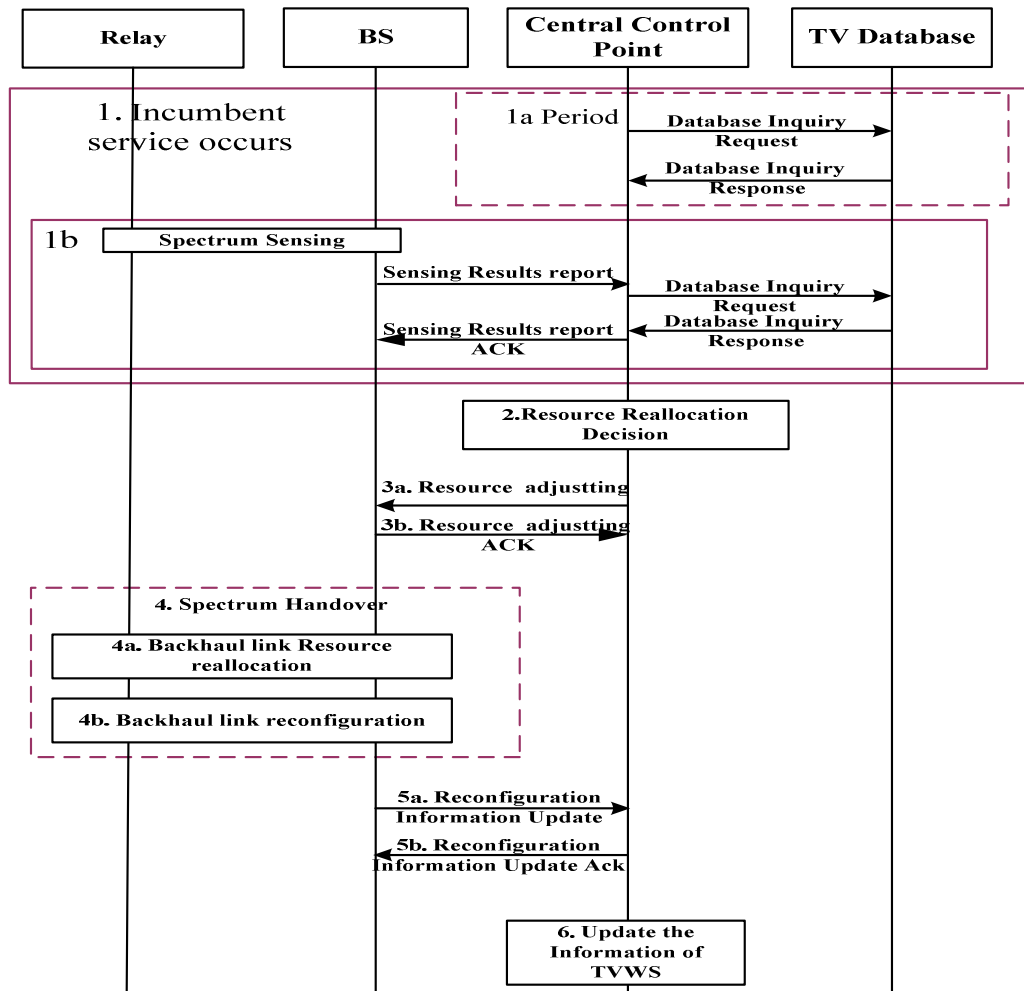 Relay
BS
Central Control
Point
TV Database
1. Incumbent
service occurs
1a Period
Database Inquiry
Request
Database Inquiry
Response
1b
Spectrum Sensing
Sensing Results report
Database Inquiry
Request
Database Inquiry
Response
Sensing Results report
ACK
2.Resource Reallocation
Decision
3a. Resource adjustting
3b. Resource adjustting
ACK
4. Spectrum Handover
4a. Backhaul link Resource
reallocation
4b. Backhaul link reconfiguration
5a. Reconfiguration
Information Update
5b. Reconfiguration
Information Update Ack
6. Update the
Information of
TVWS